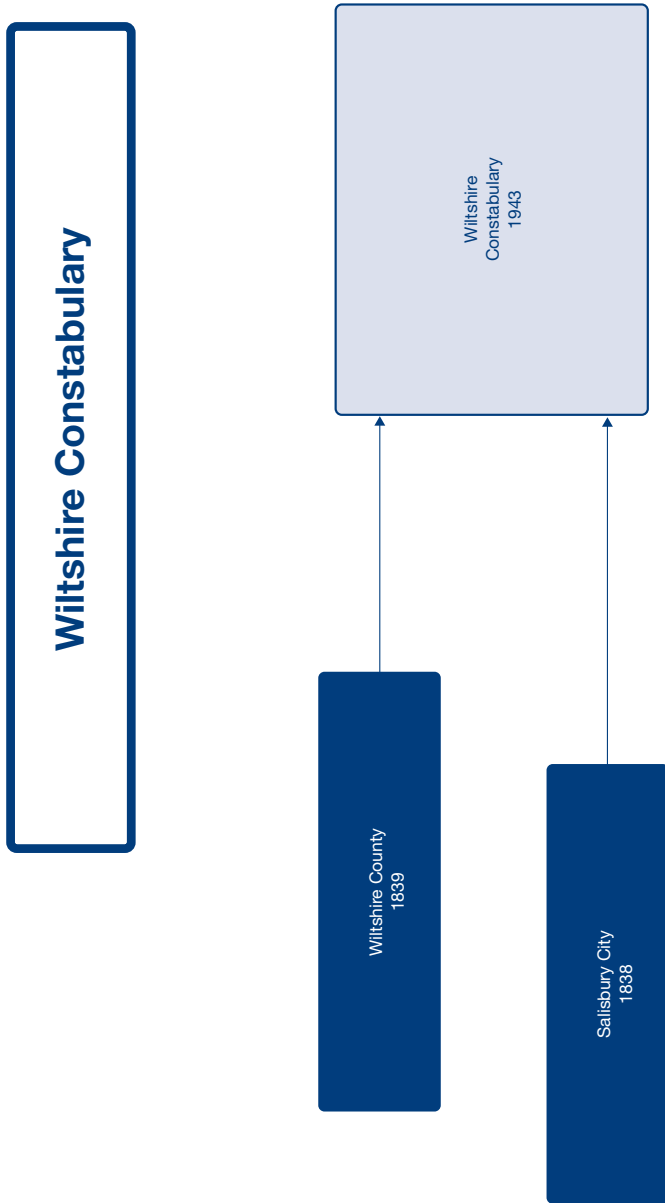 Wiltshire Constabulary
Wiltshire County
1839
Salisbury City
1838
Wiltshire
Constabulary
1943